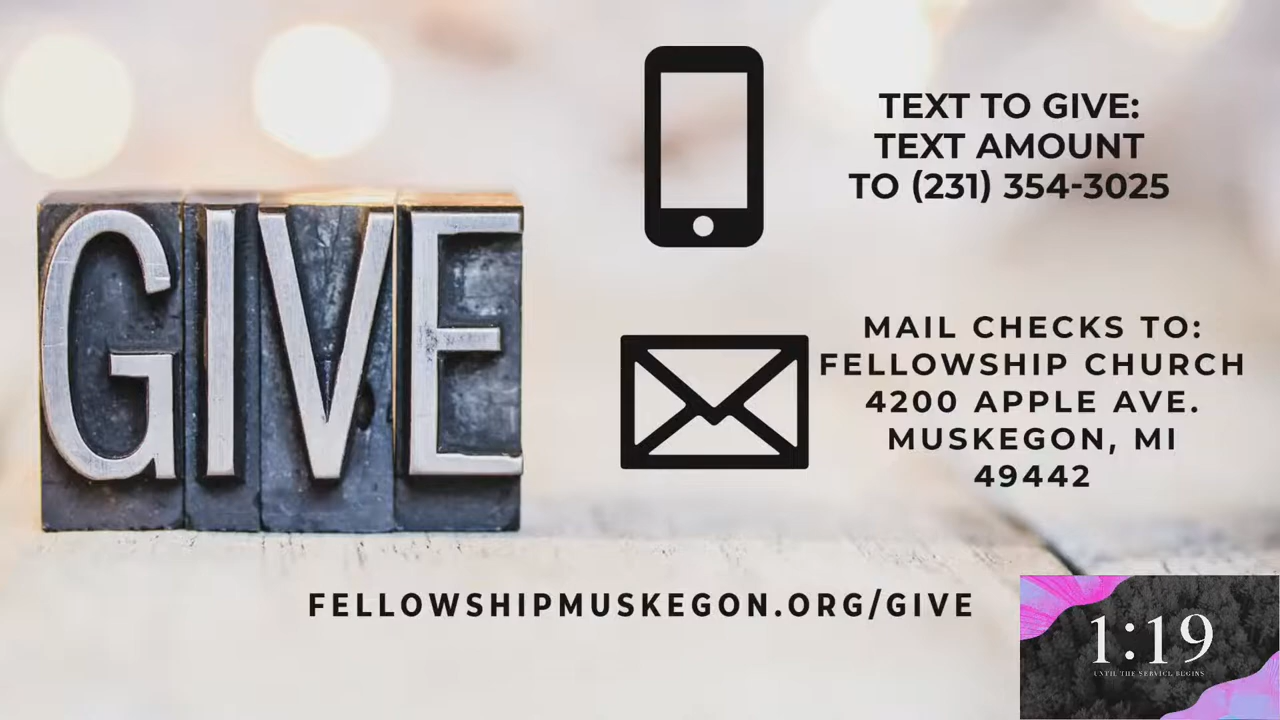 GIVE
TEXT TO GIVE:
TEXT AMOUNT
TO (231) 354-3025
MAIL CHECKS TO:
FELLOWSHIP CHURCH
4200 APPLE AVE.
MUSKEGON, MI
49442
FELLOWSHIPMUSKEGON.ORG/GIVE
1:19
UNTIL THE SERVICE BEGINS